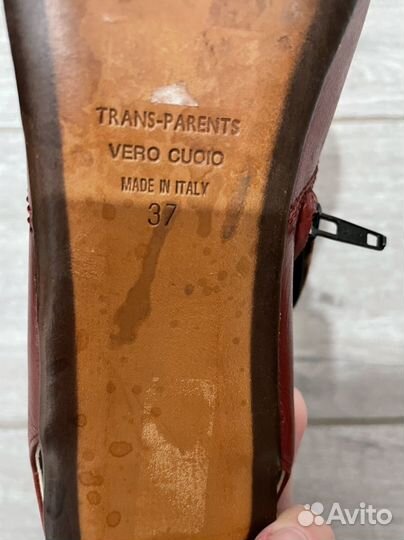 TRANS-PARENTS
VERO CUOIO
MADE IN ITALY
37
Avito